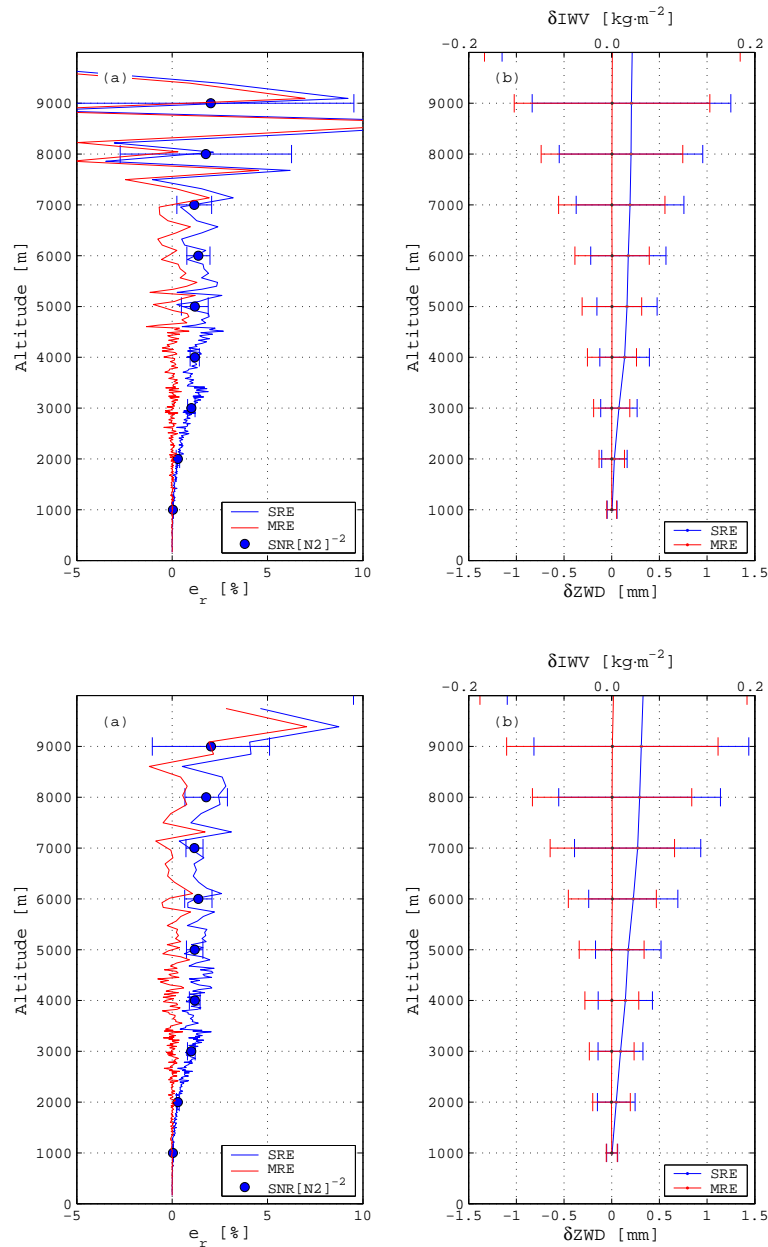 δIWV [kg·m⁻²]
−0.2 0 0.2
(a) (b)
9000 9000
8000 8000
7000 7000
6000 6000
5000 5000
4000 4000
3000 3000
2000 2000
1000 1000
0 0
Altitude [m] Altitude [m]
SRE
MRE
SNR[N2]⁻²
SRE
MRE
−5 0 5 10
−1.5 −1 −0.5 0 0.5 1 1.5
e_r [%] δZWD [mm]
δIWV [kg·m⁻²]
−0.2 0 0.2
(a) (b)
9000 9000
8000 8000
7000 7000
6000 6000
5000 5000
4000 4000
3000 3000
2000 2000
1000 1000
0 0
Altitude [m] Altitude [m]
SRE
MRE
SNR[N2]⁻²
SRE
MRE
−5 0 5 10
−1.5 −1 −0.5 0 0.5 1 1.5
e_r [%] δZWD [mm]